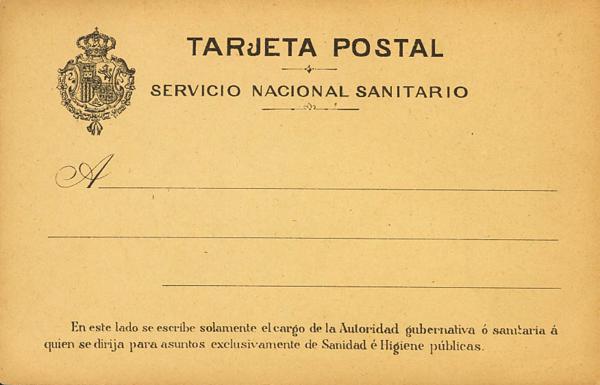 TARJETA POSTAL
SERVICIO NACIONAL SANITARIO
A
En este lado se escribe solamente el cargo de la Autoridad gubernativa ó sanitaria á
quien se dirija para asuntos exclusivamente de Sanidad é Higiene públicas.